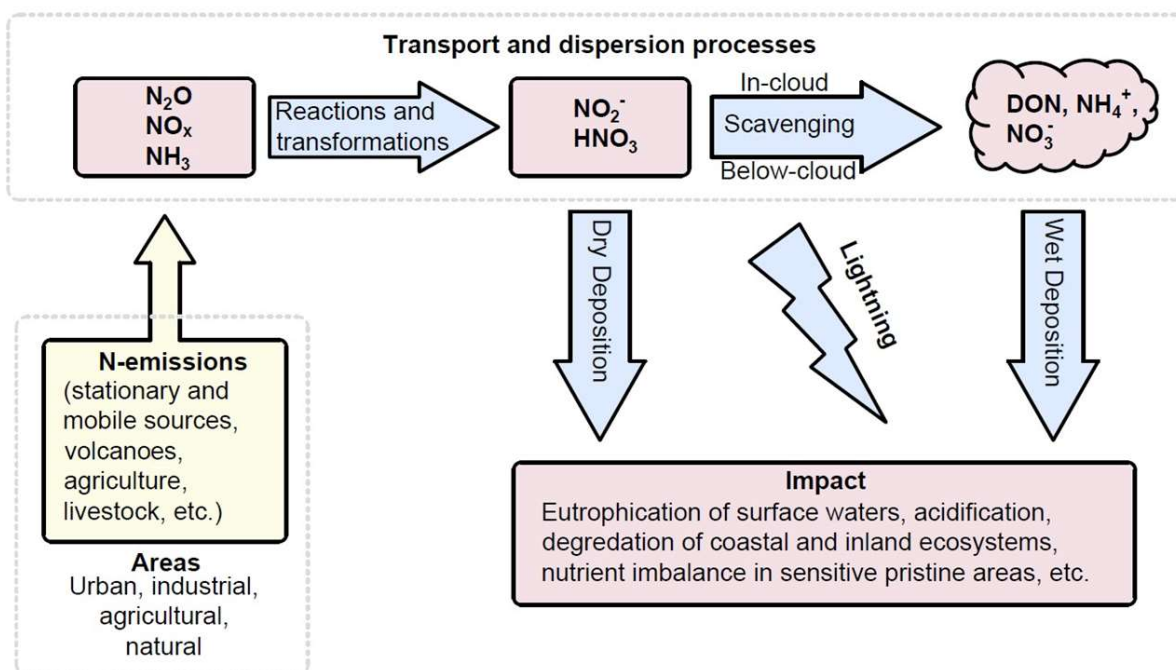 Transport and dispersion processes
N₂O
NOₓ
NH₃
Reactions and
transformations
NO₂⁻
HNO₃
In-cloud
Scavenging
Below-cloud
DON, NH₄⁺,
NO₃⁻
Dry Deposition
Lightning
Wet Deposition
N-emissions
(stationary and
mobile sources,
volcanoes,
agriculture,
livestock, etc.)
Areas
Urban, industrial,
agricultural,
natural
Impact
Eutrophication of surface waters, acidification,
degredation of coastal and inland ecosystems,
nutrient imbalance in sensitive pristine areas, etc.